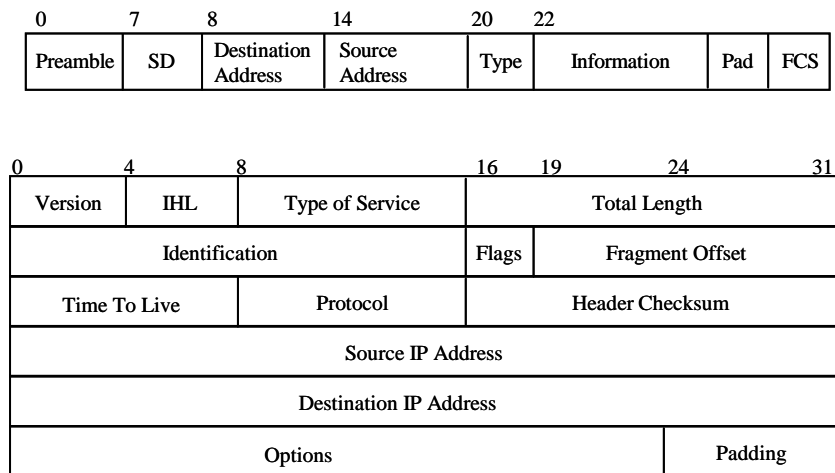 0 7 8 14 20 22
Preamble SD Destination Address Source Address Type Information Pad FCS
0 4 8 16 19 24 31
Version IHL Type of Service Total Length
Identification Flags Fragment Offset
Time To Live Protocol Header Checksum
Source IP Address
Destination IP Address
Options Padding